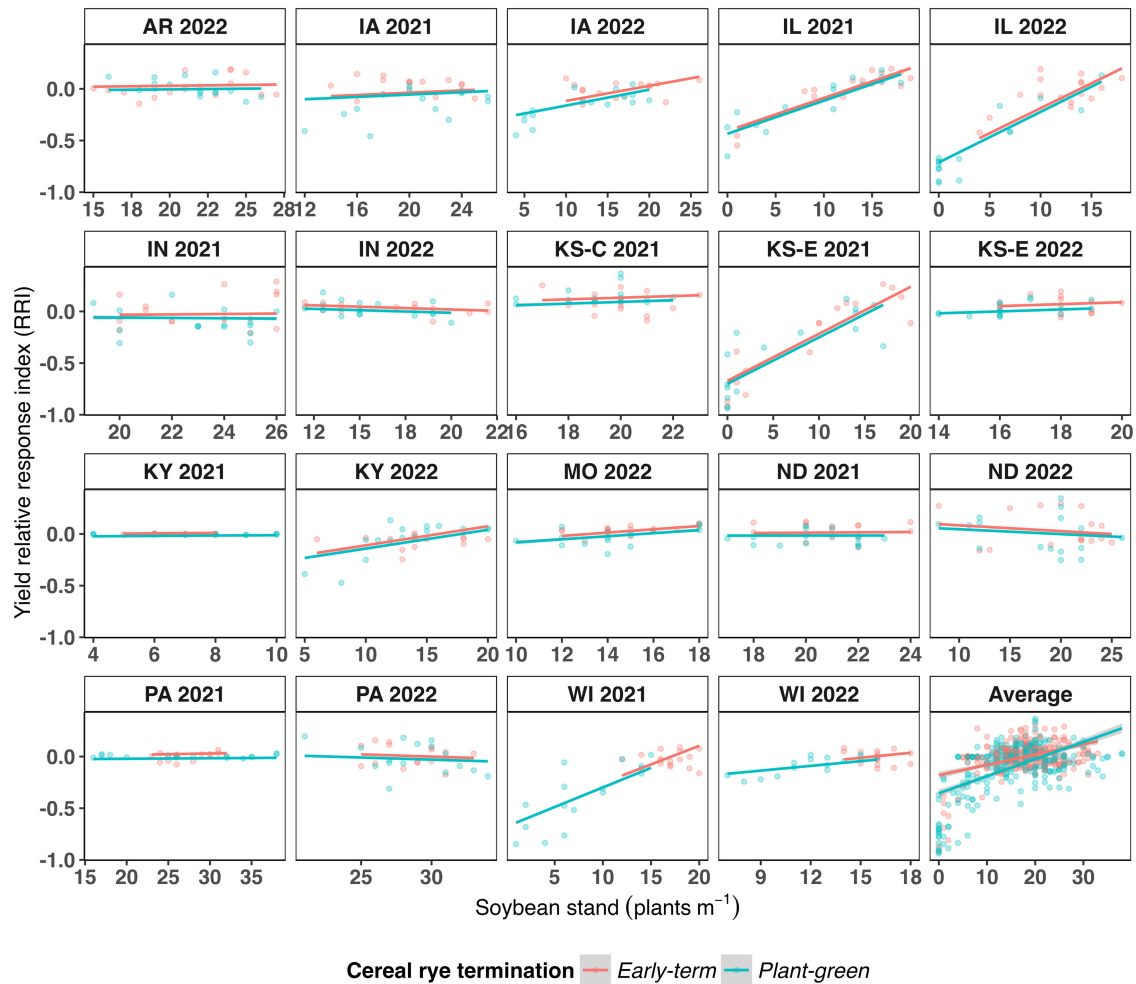 AR 2022 IA 2021 IA 2022 IL 2021 IL 2022
0.0
-0.5
-1.0
15 18 20 22 25 28 12 16 20 24 5 10 15 20 25 0 5 10 15 0 5 10 15
IN 2021 IN 2022 KS-C 2021 KS-E 2021 KS-E 2022
0.0
-0.5
-1.0
20 22 24 26 12 15 18 20 22 16 18 20 22 0 5 10 15 20 14 16 18 20
KY 2021 KY 2022 MO 2022 ND 2021 ND 2022
0.0
-0.5
-1.0
4 6 8 10 5 10 15 20 10 12 14 16 18 18 20 22 24 10 15 20 25
PA 2021 PA 2022 WI 2021 WI 2022 Average
0.0
-0.5
-1.0
15 20 25 30 35 25 30 5 10 15 20 9 12 15 18 0 10 20 30
Yield relative response index (RRI)
Soybean stand (plants m⁻¹)
Cereal rye termination Early-term Plant-green